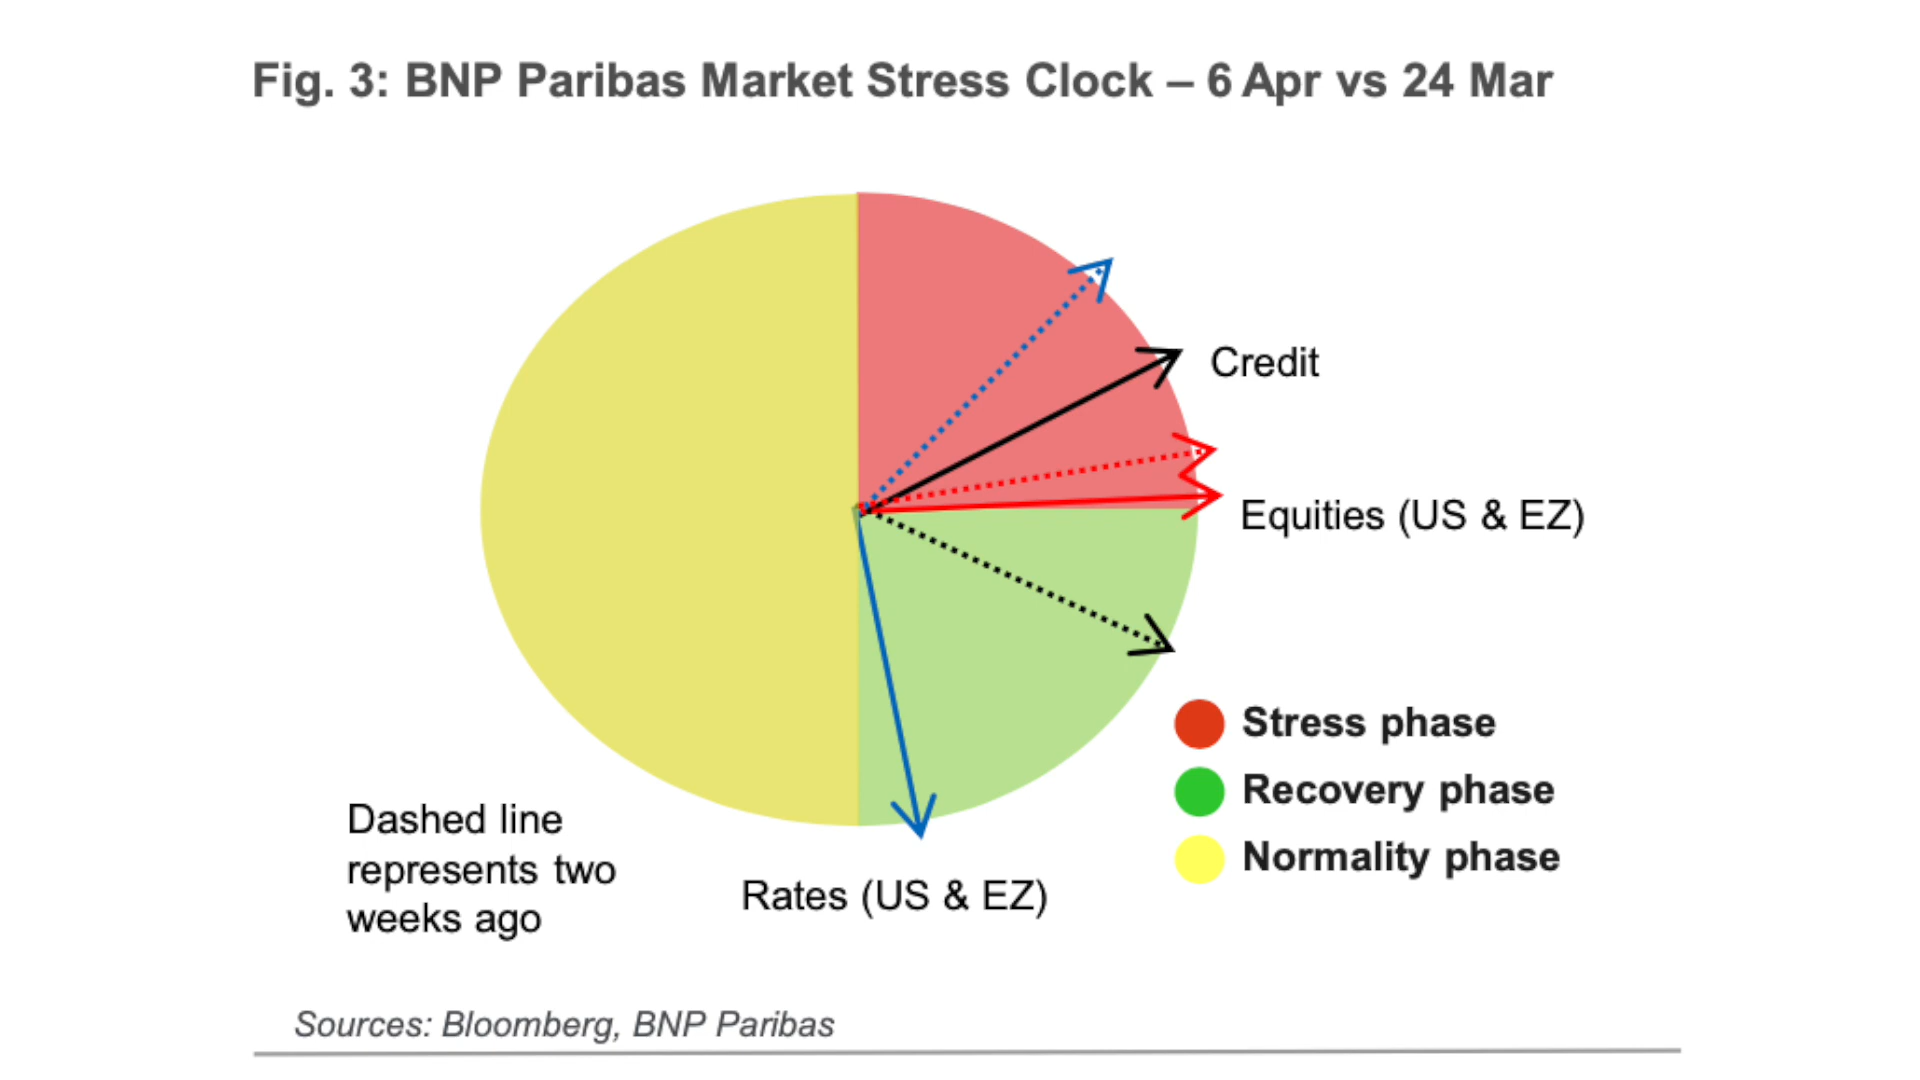 Fig. 3: BNP Paribas Market Stress Clock – 6 Apr vs 24 Mar
Credit
Equities (US & EZ)
Stress phase
Recovery phase
Normality phase
Dashed line
represents two
weeks ago
Rates (US & EZ)
Sources: Bloomberg, BNP Paribas